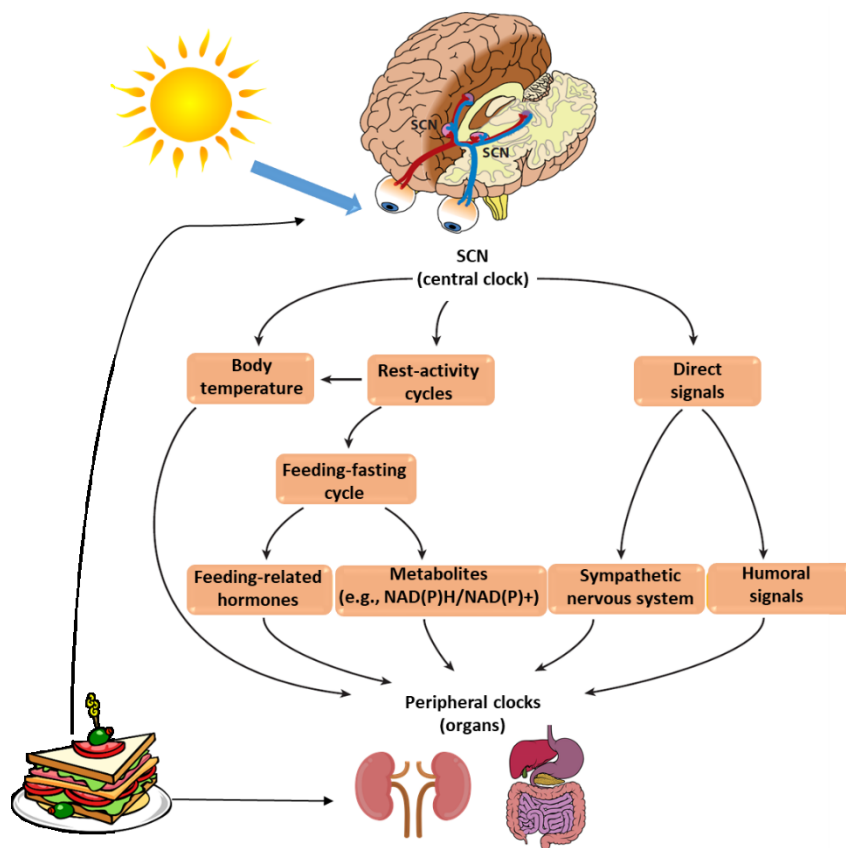 SCN
SCN
SCN
(central clock)
Body
temperature
Rest-activity
cycles
Direct
signals
Feeding-fasting
cycle
Feeding-related
hormones
Metabolites
(e.g., NAD(P)H/NAD(P)+)
Sympathetic
nervous system
Humoral
signals
Peripheral clocks
(organs)